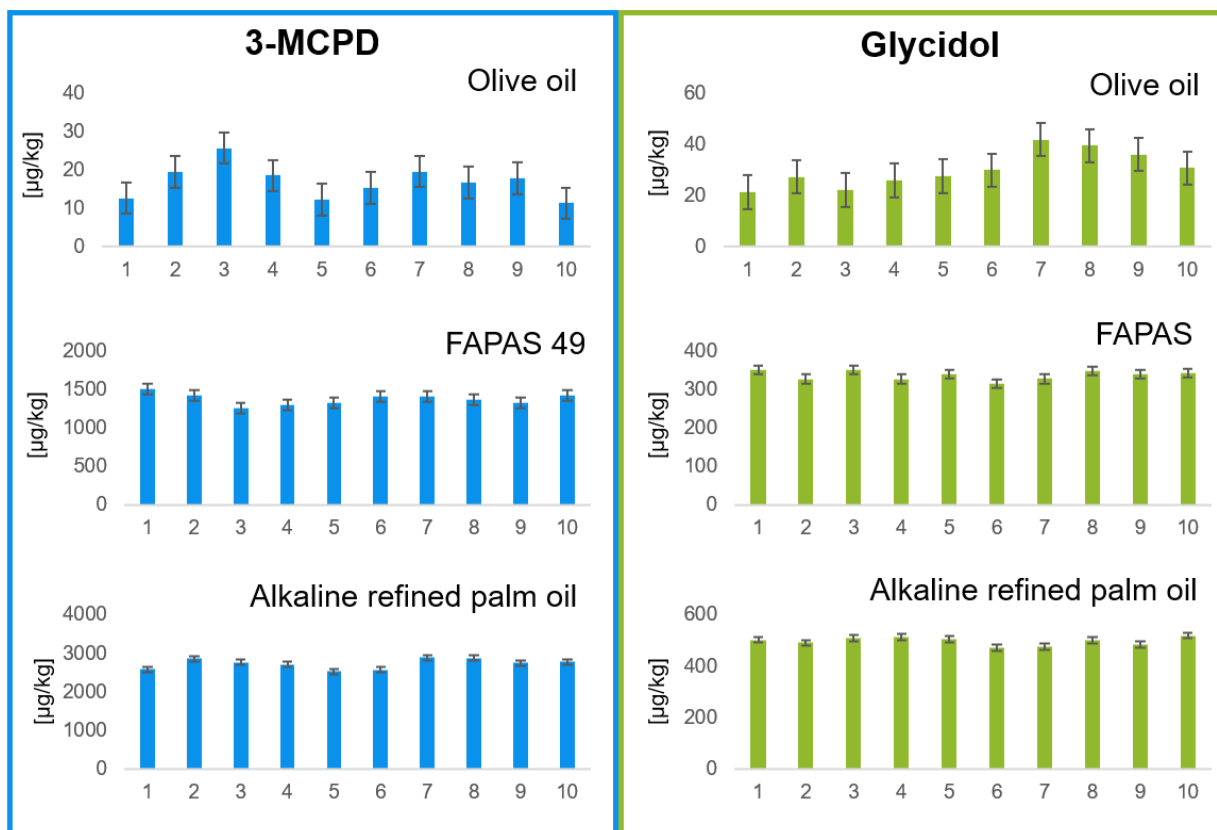 3-MCPD
Olive oil
[µg/kg]
40
30
20
10
0
1 2 3 4 5 6 7 8 9 10
FAPAS 49
[µg/kg]
2000
1500
1000
500
0
1 2 3 4 5 6 7 8 9 10
Alkaline refined palm oil
[µg/kg]
4000
3000
2000
1000
0
1 2 3 4 5 6 7 8 9 10
Glycidol
Olive oil
[µg/kg]
60
40
20
0
1 2 3 4 5 6 7 8 9 10
FAPAS
[µg/kg]
400
300
200
100
0
1 2 3 4 5 6 7 8 9 10
Alkaline refined palm oil
[µg/kg]
600
400
200
0
1 2 3 4 5 6 7 8 9 10